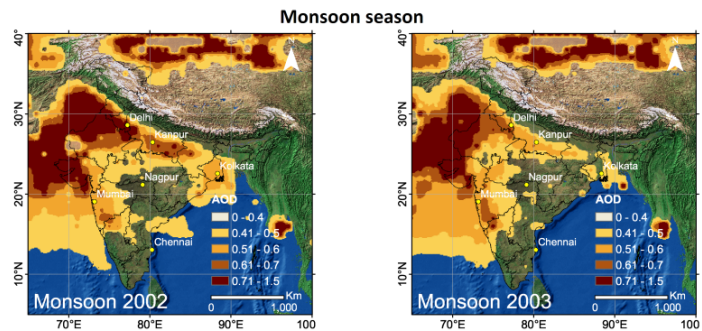 Monsoon season
40°
30°N
20°N
10°N
70°E
80°E
90°E
100
N
Delhi
Kanpur
Kolkata
Nagpur
Mumbai
Chennai
AOD
0 - 0.4
0.41 - 0.5
0.51 - 0.6
0.61 - 0.7
0.71 - 1.5
Km
0 1,000
Monsoon 2002
40°
30°N
20°N
10°N
70°E
80°E
90°E
100
N
Delhi
Kanpur
Kolkata
Nagpur
Mumbai
Chennai
AOD
0 - 0.4
0.41 - 0.5
0.51 - 0.6
0.61 - 0.7
0.71 - 1.5
Km
0 1,000
Monsoon 2003